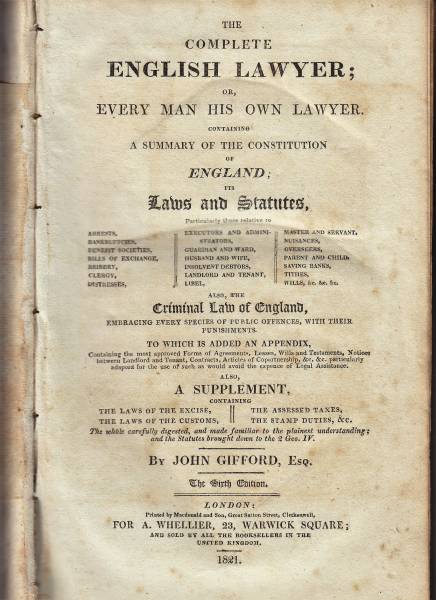 THE
COMPLETE
ENGLISH LAWYER;
OR,
EVERY MAN HIS OWN LAWYER.
CONTAINING
A SUMMARY OF THE CONSTITUTION
OF
ENGLAND;
ITS
Laws and Statutes,
Particularly those relative to
ARRESTS,
BANKRUPTCIES,
BENEFIT SOCIETIES,
BILLS OF EXCHANGE,
BRIBERY,
CLERGY,
DISTRESSES,
EXECUTORS AND ADMINI-
STRATORS,
GUARDIAN AND WARD,
HUSBAND AND WIFE,
INSOLVENT DEBTORS,
LANDLORD AND TENANT,
LIBEL,
MASTER AND SERVANT,
NUISANCES,
OVERSEERS,
PARENT AND CHILD,
SAVING BANKS,
TITHES,
WILLS, &c. &c. &c.
ALSO, THE
Criminal Law of England,
EMBRACING EVERY SPECIES OF PUBLIC OFFENCES, WITH THEIR
PUNISHMENTS.
TO WHICH IS ADDED AN APPENDIX,
Containing the most approved Forms of Agreements, Leases, Wills and Testaments, Notices
between Landlord and Tenant, Contracts, Articles of Copartnership, &c. &c. particularly
adapted for the use of such as would avoid the expence of Legal Assistance.
ALSO,
A SUPPLEMENT,
CONTAINING
THE LAWS OF THE EXCISE,
THE LAWS OF THE CUSTOMS,
THE ASSESSED TAXES,
THE STAMP DUTIES, &c.
The whole carefully digested, and made familiar to the plainest understanding;
and the Statutes brought down to the 2 Geo. IV.
BY JOHN GIFFORD, ESQ.
The Sixth Edition.
LONDON:
Printed by Macdonald and Son, Great Sutton Street, Clerkenwell,
FOR A. WHELLIER, 23, WARWICK SQUARE;
AND SOLD BY ALL THE BOOKSELLERS IN THE
UNITED KINGDOM.
1821.